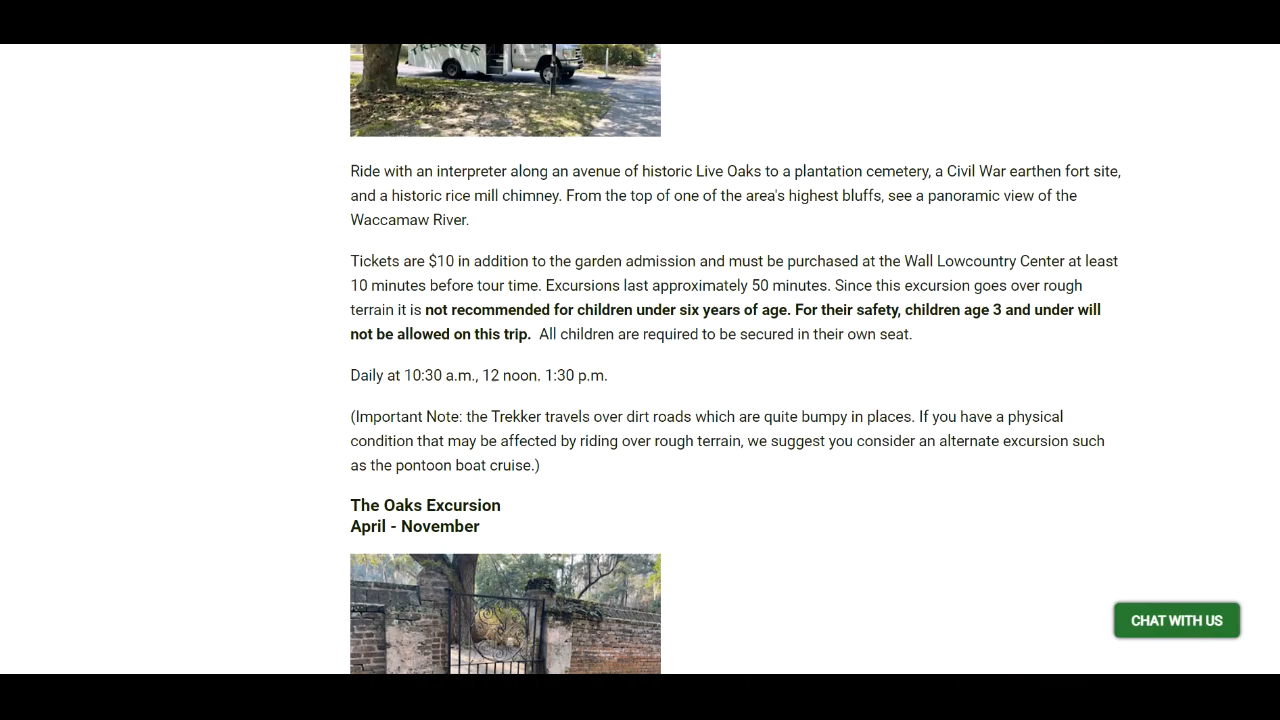 TREKKER
Ride with an interpreter along an avenue of historic Live Oaks to a plantation cemetery, a Civil War earthen fort site,
and a historic rice mill chimney. From the top of one of the area's highest bluffs, see a panoramic view of the
Waccamaw River.
Tickets are $10 in addition to the garden admission and must be purchased at the Wall Lowcountry Center at least
10 minutes before tour time. Excursions last approximately 50 minutes. Since this excursion goes over rough
terrain it is not recommended for children under six years of age. For their safety, children age 3 and under will
not be allowed on this trip. All children are required to be secured in their own seat.
Daily at 10:30 a.m., 12 noon. 1:30 p.m.
(Important Note: the Trekker travels over dirt roads which are quite bumpy in places. If you have a physical
condition that may be affected by riding over rough terrain, we suggest you consider an alternate excursion such
as the pontoon boat cruise.)
The Oaks Excursion
April - November
CHAT WITH US